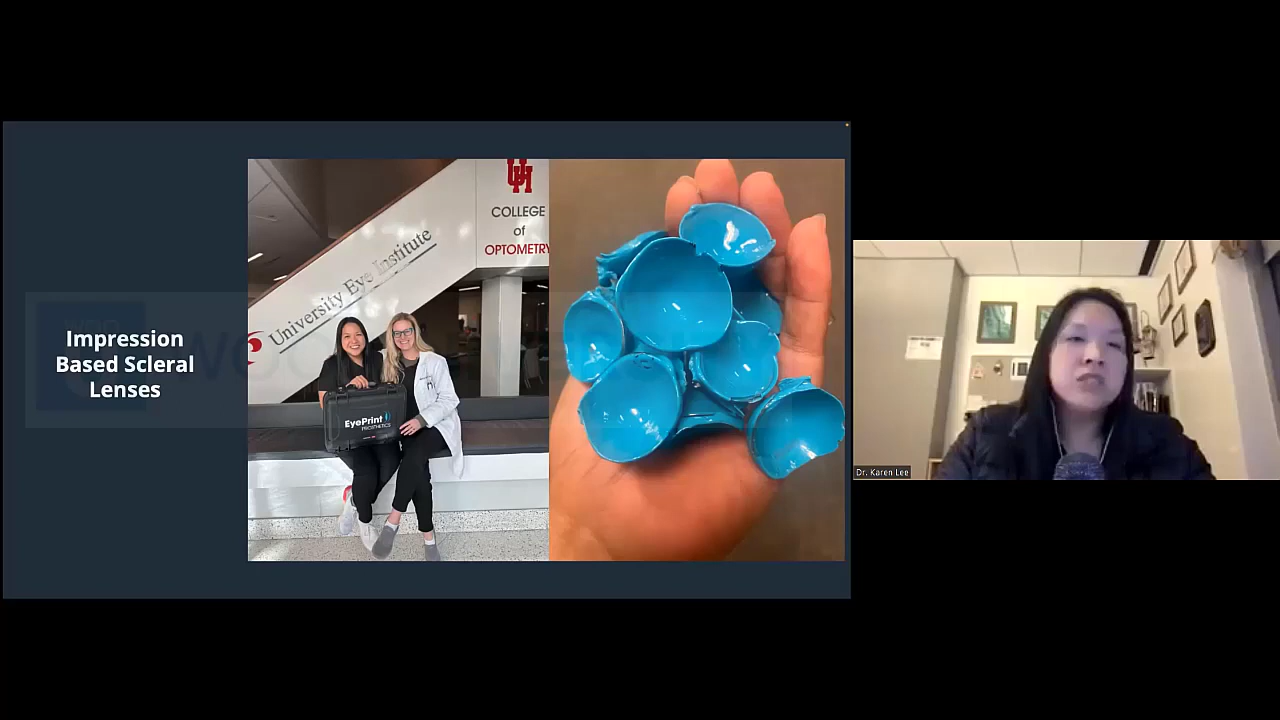 Impression
Based Scleral
Lenses
UH
COLLEGE
of
OPTOMETRY
University Eye Institute
EyePrint
PROSTHETICS
Dr. Karen Lee